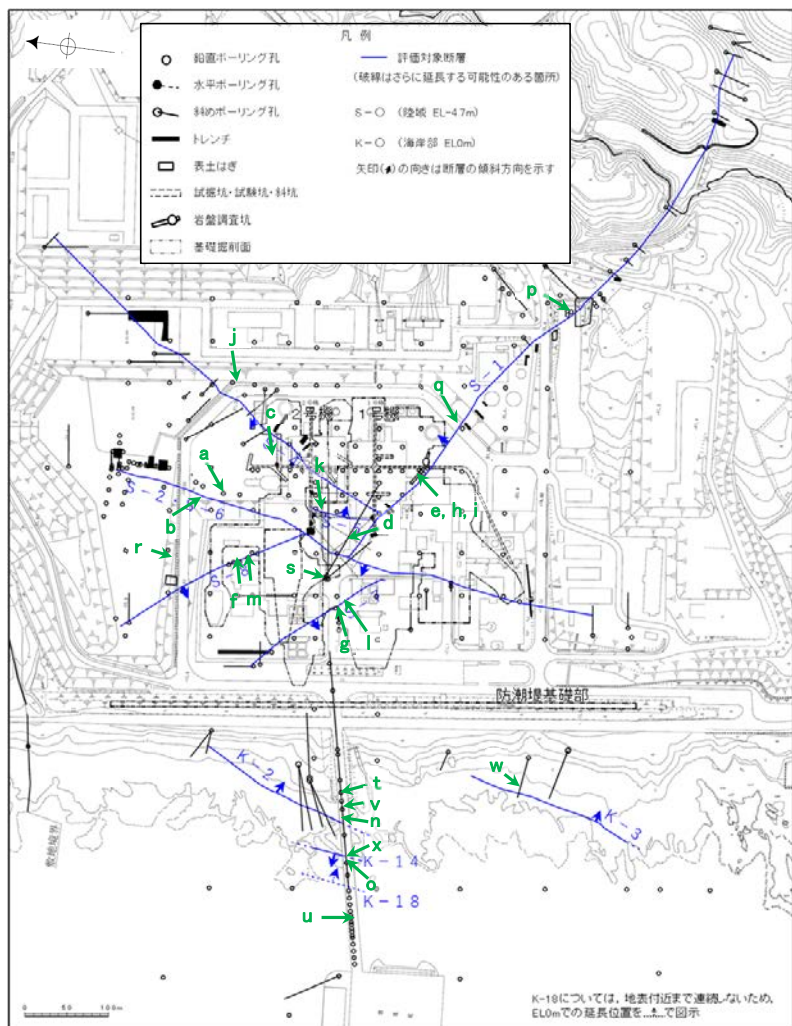 凡例
鉛直ボーリング孔
水平ボーリング孔
斜めボーリング孔
トレンチ
表土はぎ
試掘坑・試験坑・斜坑
岩盤調査坑
基礎掘削面
評価対象断層
(破線はさらに延長する可能性のある箇所)
S-○ (陸域 EL-47m)
K-○ (海岸部 EL0m)
矢印( )の向きは断層の傾斜方向を示す
p
j
S-1
q
c
2号機
1号機
a
k
S-2・S-6
b
d
e, h, i
r
s
S-8
f
m
g
l
防潮堤基礎部
K-2
t
w
v
n
K-3
x
K-14
o
敷地境界
K-18
u
0 50 100m
K-18については、地表付近まで連続しないため、
EL0mでの延長位置を で図示